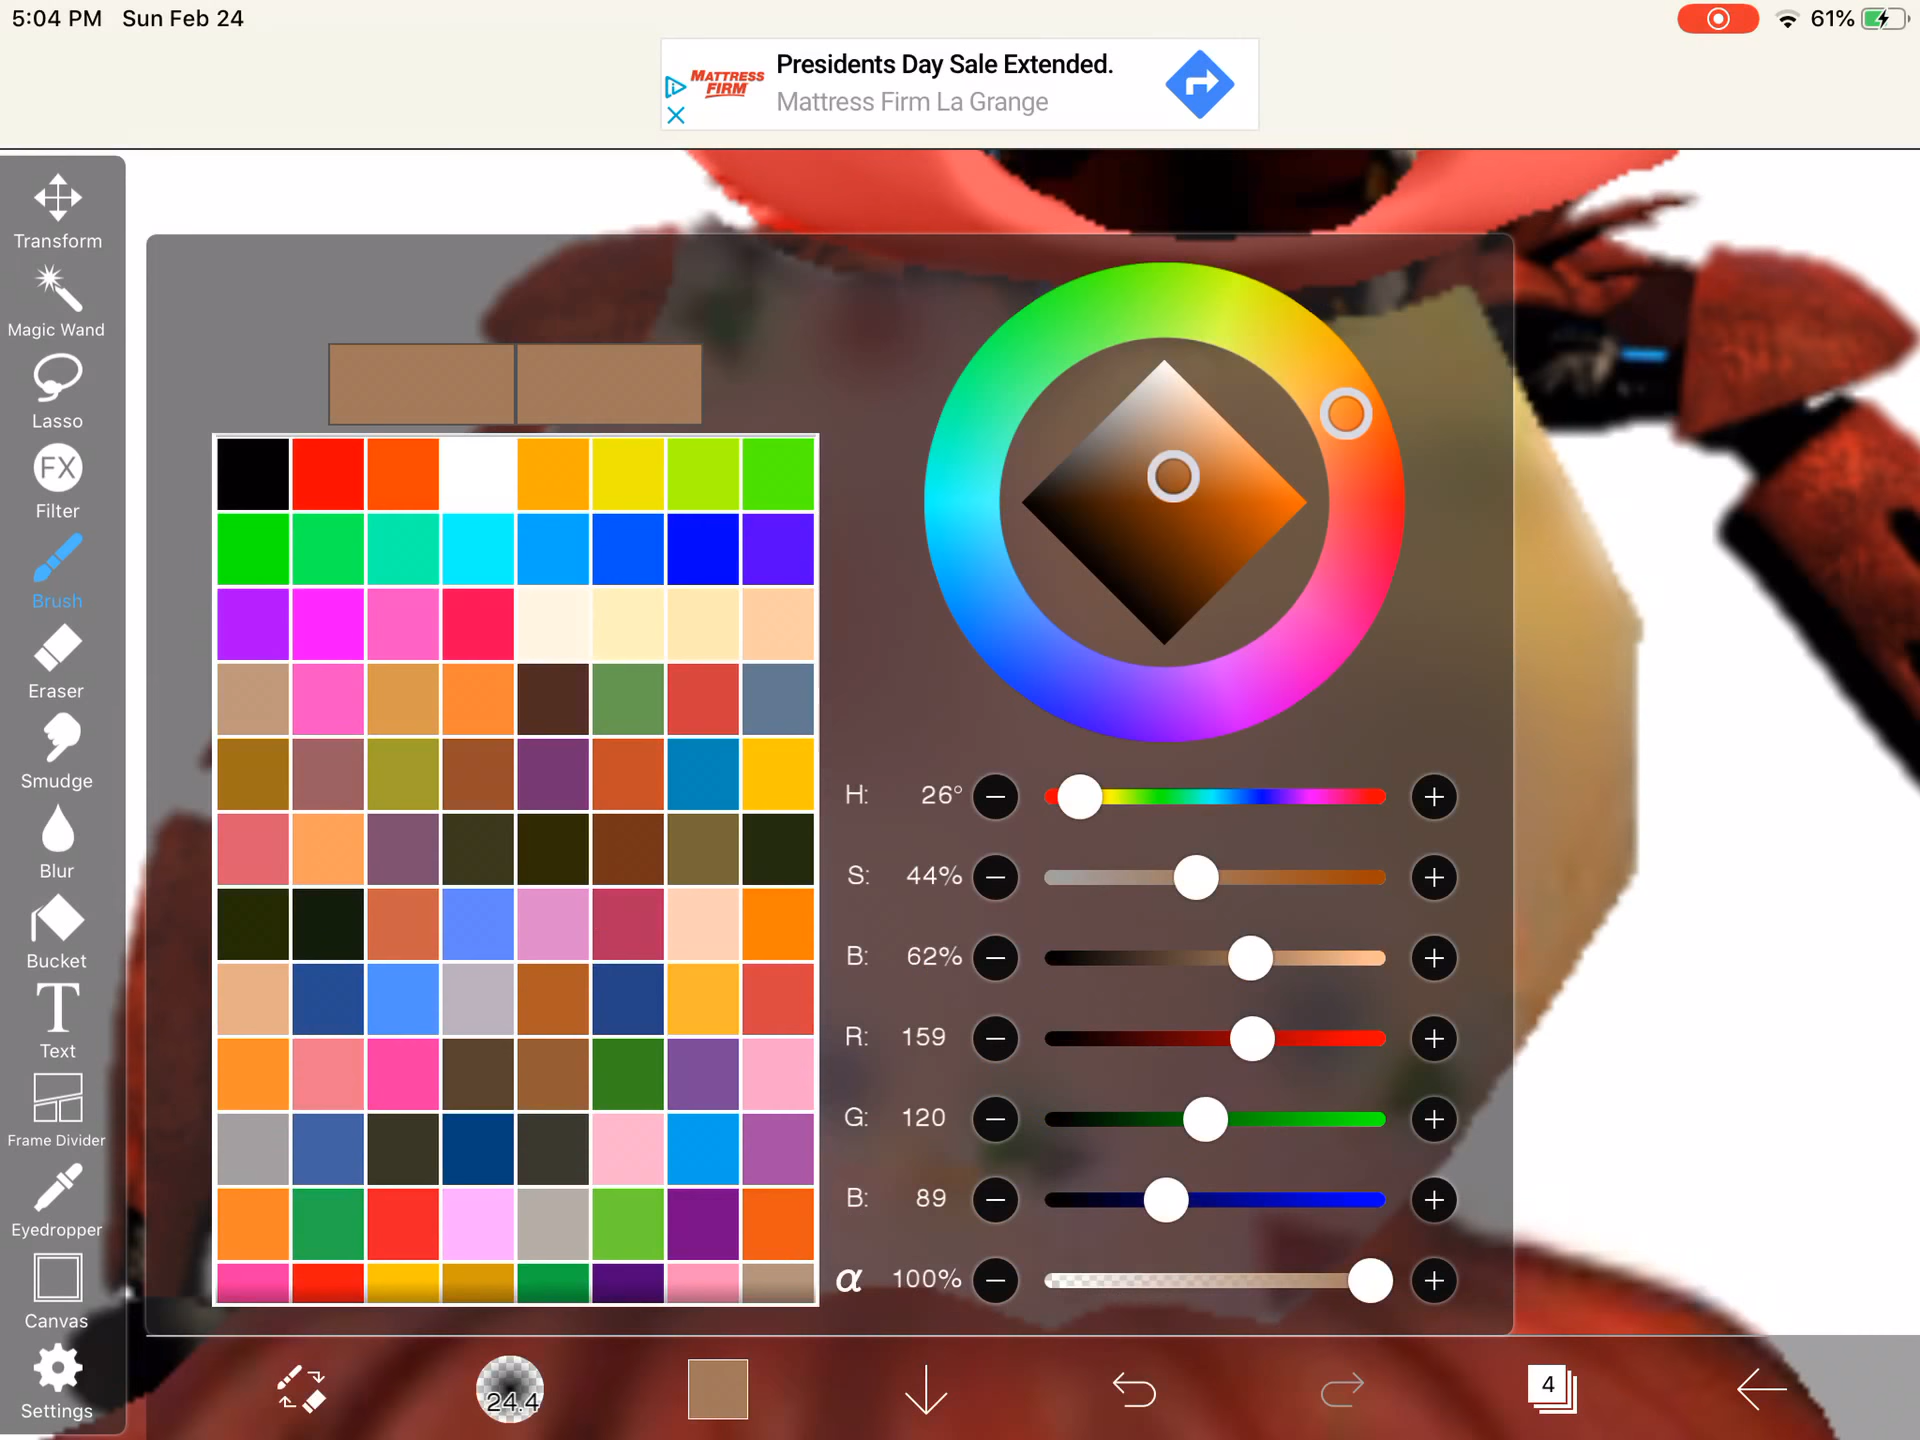 5:04 PM Sun Feb 24
61%
MATTRESS FIRM
Presidents Day Sale Extended.
Mattress Firm La Grange
Transform
Magic Wand
Lasso
FX
Filter
Brush
Eraser
Smudge
Blur
Bucket
T
Text
Frame Divider
Eyedropper
Canvas
Settings
H: 26°
S: 44%
B: 62%
R: 159
G: 120
B: 89
α 100%
24.4
4